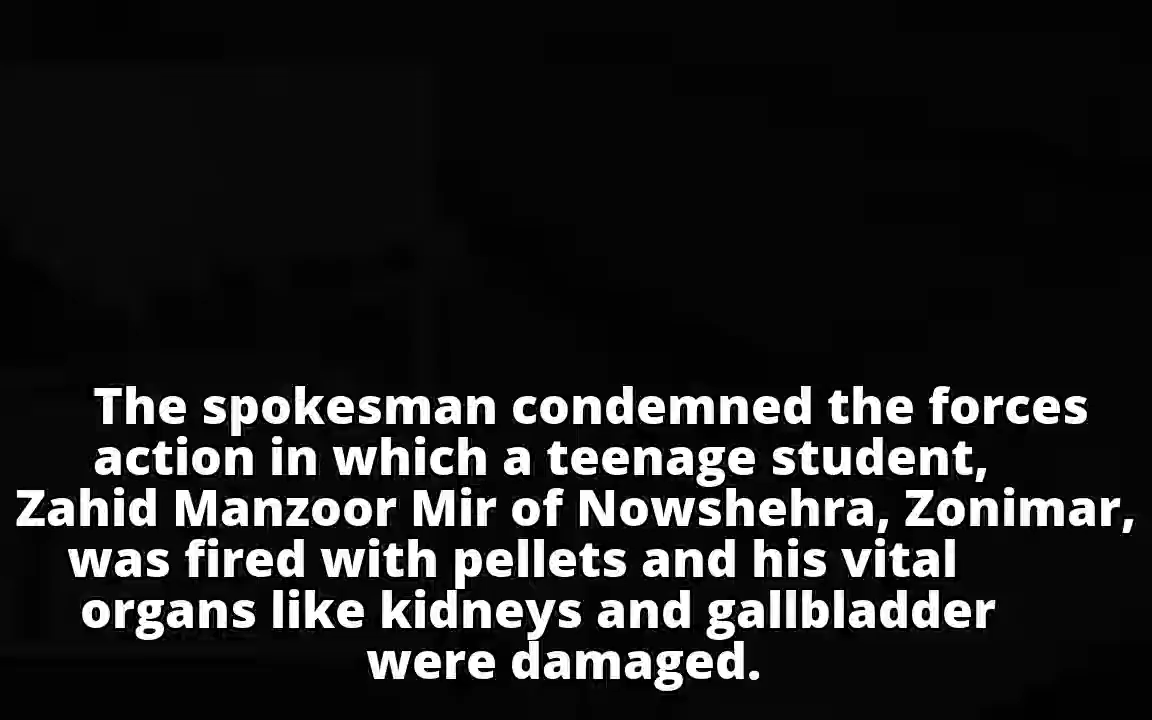 The spokesman condemned the forces
action in which a teenage student,
Zahid Manzoor Mir of Nowshehra, Zonimar,
was fired with pellets and his vital
organs like kidneys and gallbladder
were damaged.